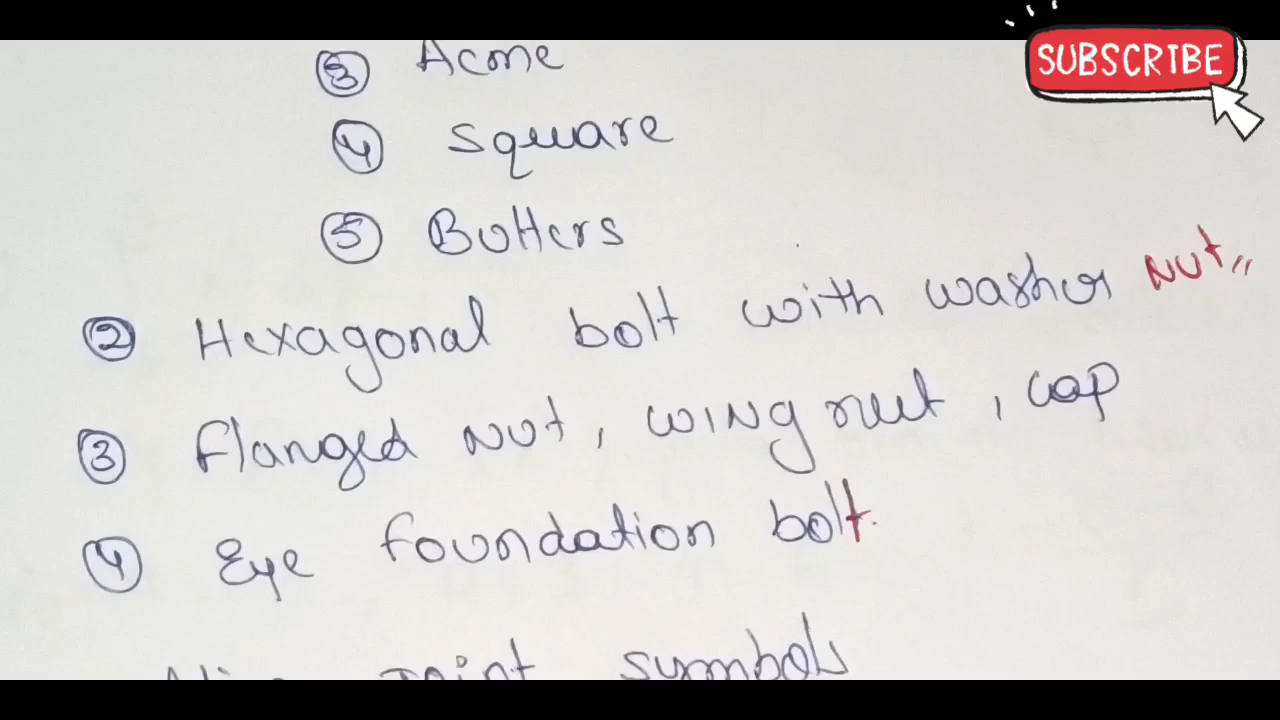 SUBSCRIBE
③ Acme
④ Square
⑤ Butters
② Hexagonal bolt with washer Nut,,
③ flanged Nut, wing nut, cap
④ Eye foundation bolt.
joint symbols